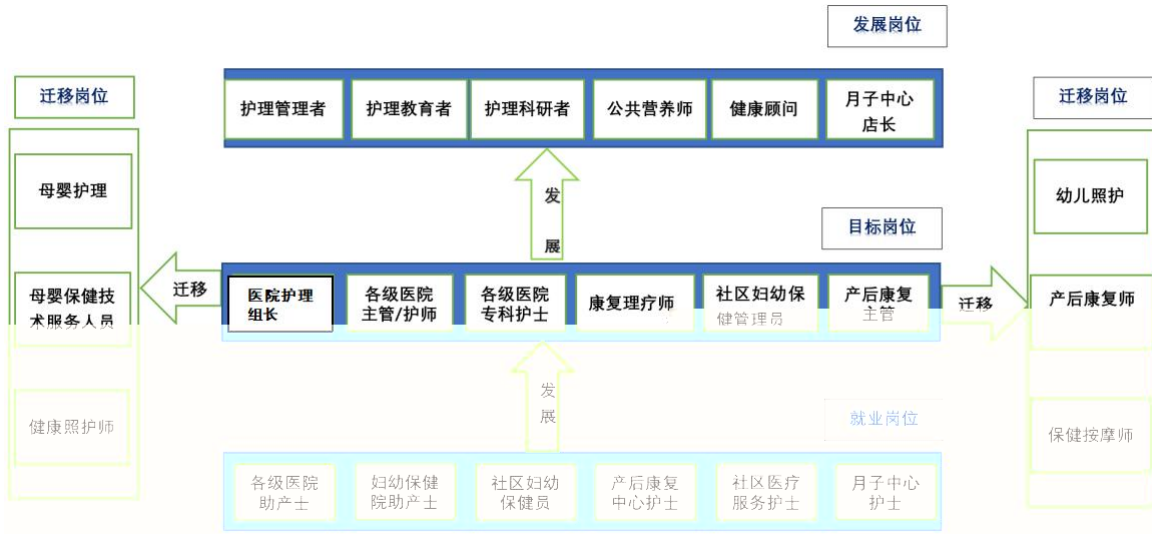 发展岗位
迁移岗位
迁移岗位
护理管理者
护理教育者
护理科研者
公共营养师
健康顾问
月子中心
店长
母婴护理
幼儿照护
发
展
目标岗位
母婴保健技
术服务人员
迁移
医院护理
组长
各级医院
主管/护师
各级医院
专科护士
康复理疗师
社区妇幼保
健管理员
产后康复
主管
迁移
产后康复师
发
展
就业岗位
健康照护师
保健按摩师
各级医院
助产士
妇幼保健
院助产士
社区妇幼
保健员
产后康复
中心护士
社区医疗
服务护士
月子中心
护士